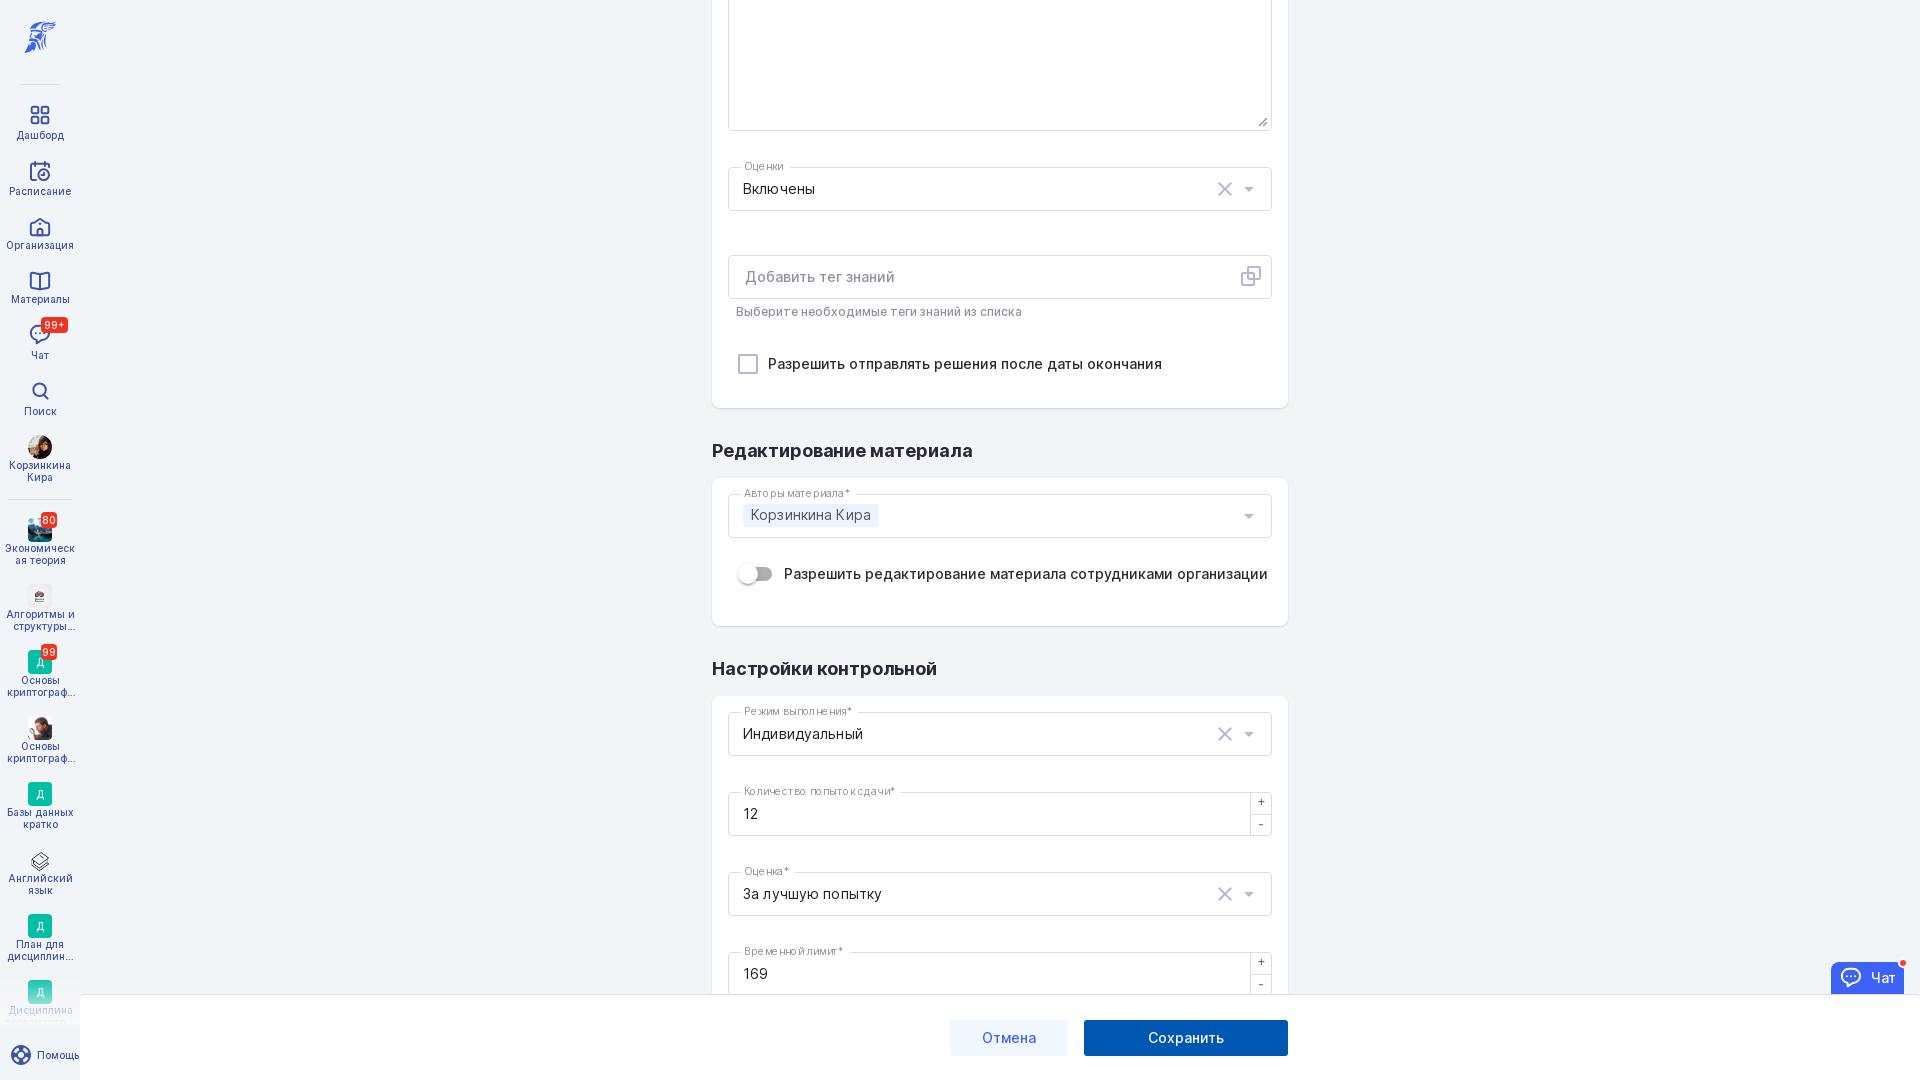 Дашборд
Расписание
Организация
Материалы
99+
Чат
Поиск
Корзинкина
Кира
80
Экономическ
ая теория
Алгоритмы и
структуры...
99
Д
Основы
криптограф...
Основы
криптограф...
Д
Базы данных
кратко
Английский
язык
Д
План для
дисциплин...
Д
Дисциплина
Помощь
Оценки
Включены
Добавить тег знаний
Выберите необходимые теги знаний из списка
Разрешить отправлять решения после даты окончания
Редактирование материала
Авторы материала*
Корзинкина Кира
Разрешить редактирование материала сотрудниками организации
Настройки контрольной
Режим выполнения*
Индивидуальный
Количество попыток сдачи*
12
+
-
Оценка*
За лучшую попытку
Временной лимит*
169
+
-
Чат
Отмена
Сохранить